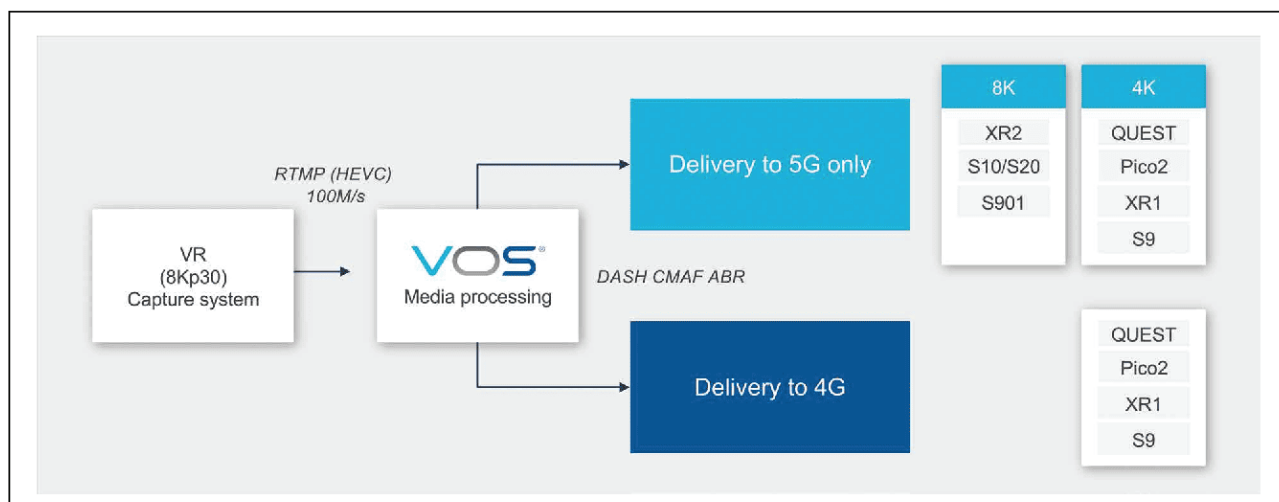 VR
(8Kp30)
Capture system
RTMP (HEVC)
100M/s
VOS®
Media processing
DASH CMAF ABR
Delivery to 5G only
Delivery to 4G
8K
XR2
S10/S20
S901
4K
QUEST
Pico2
XR1
S9
QUEST
Pico2
XR1
S9